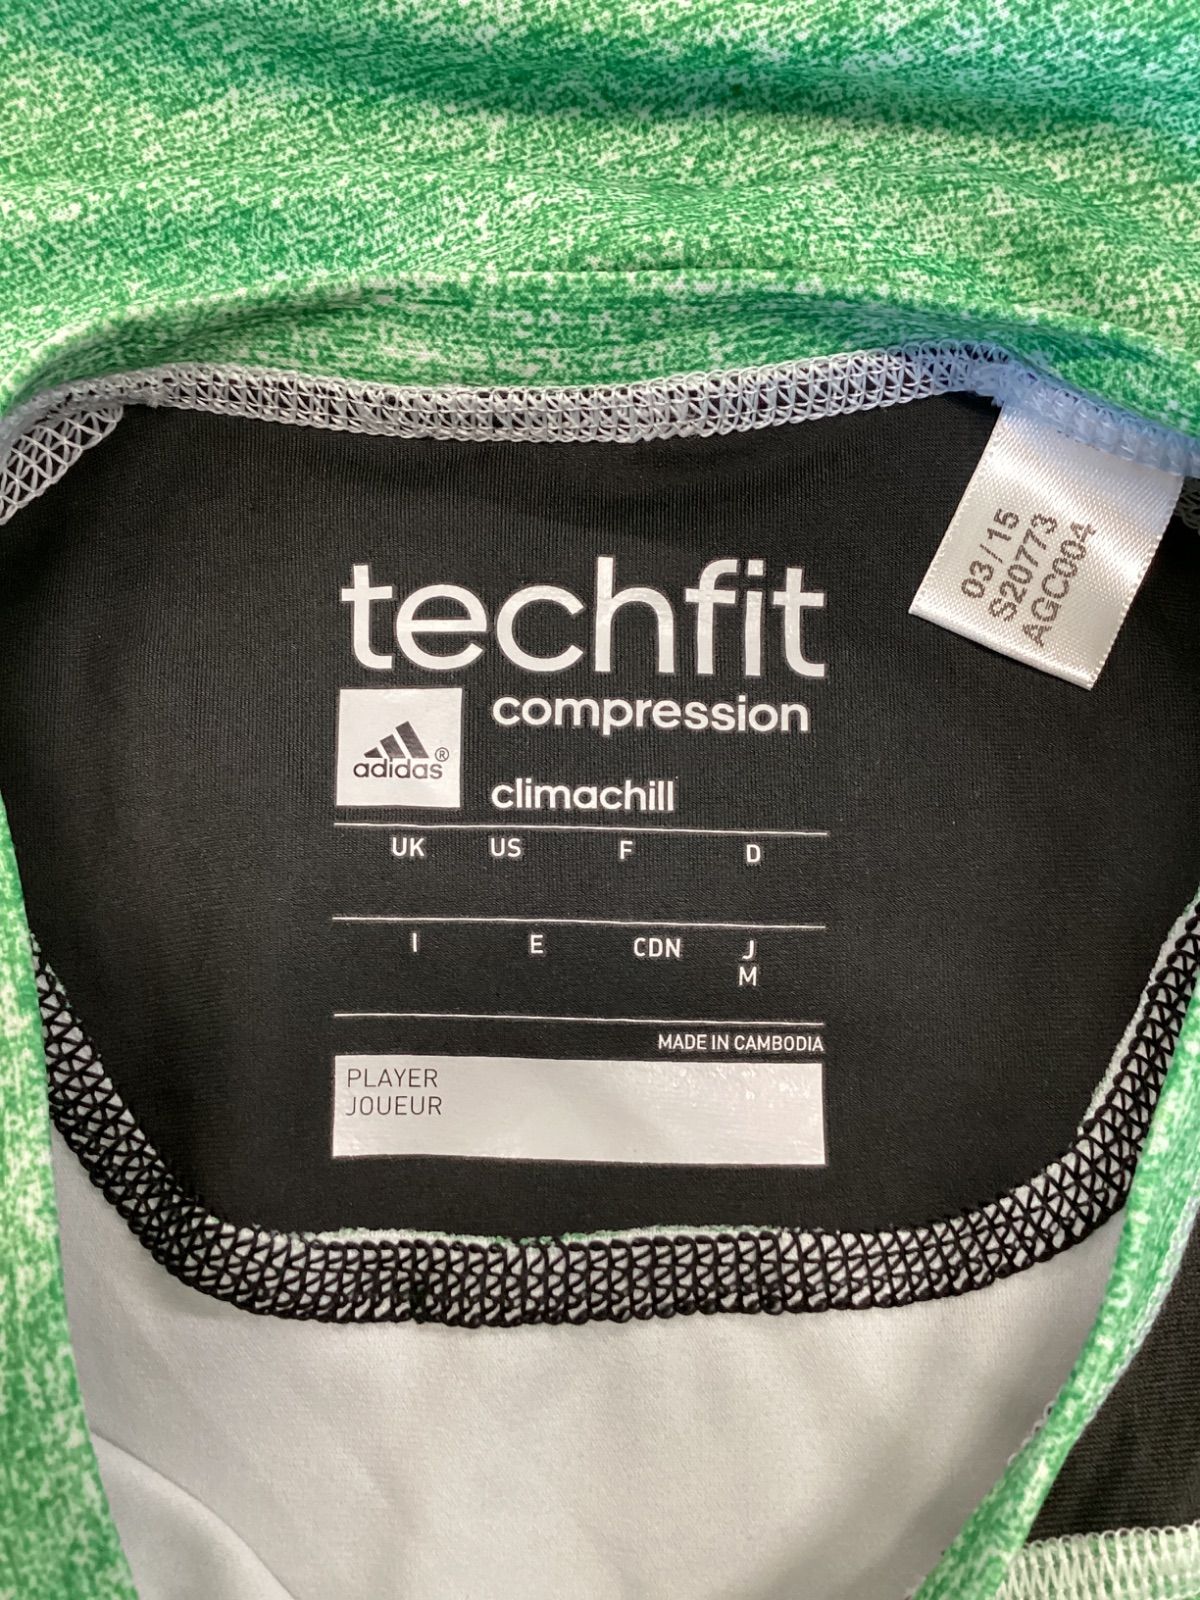 03/15
S20773
AGC004
techfit
compression
adidas®
climachill
UK US F D
I E CDN J
M
MADE IN CAMBODIA
PLAYER
JOUEUR